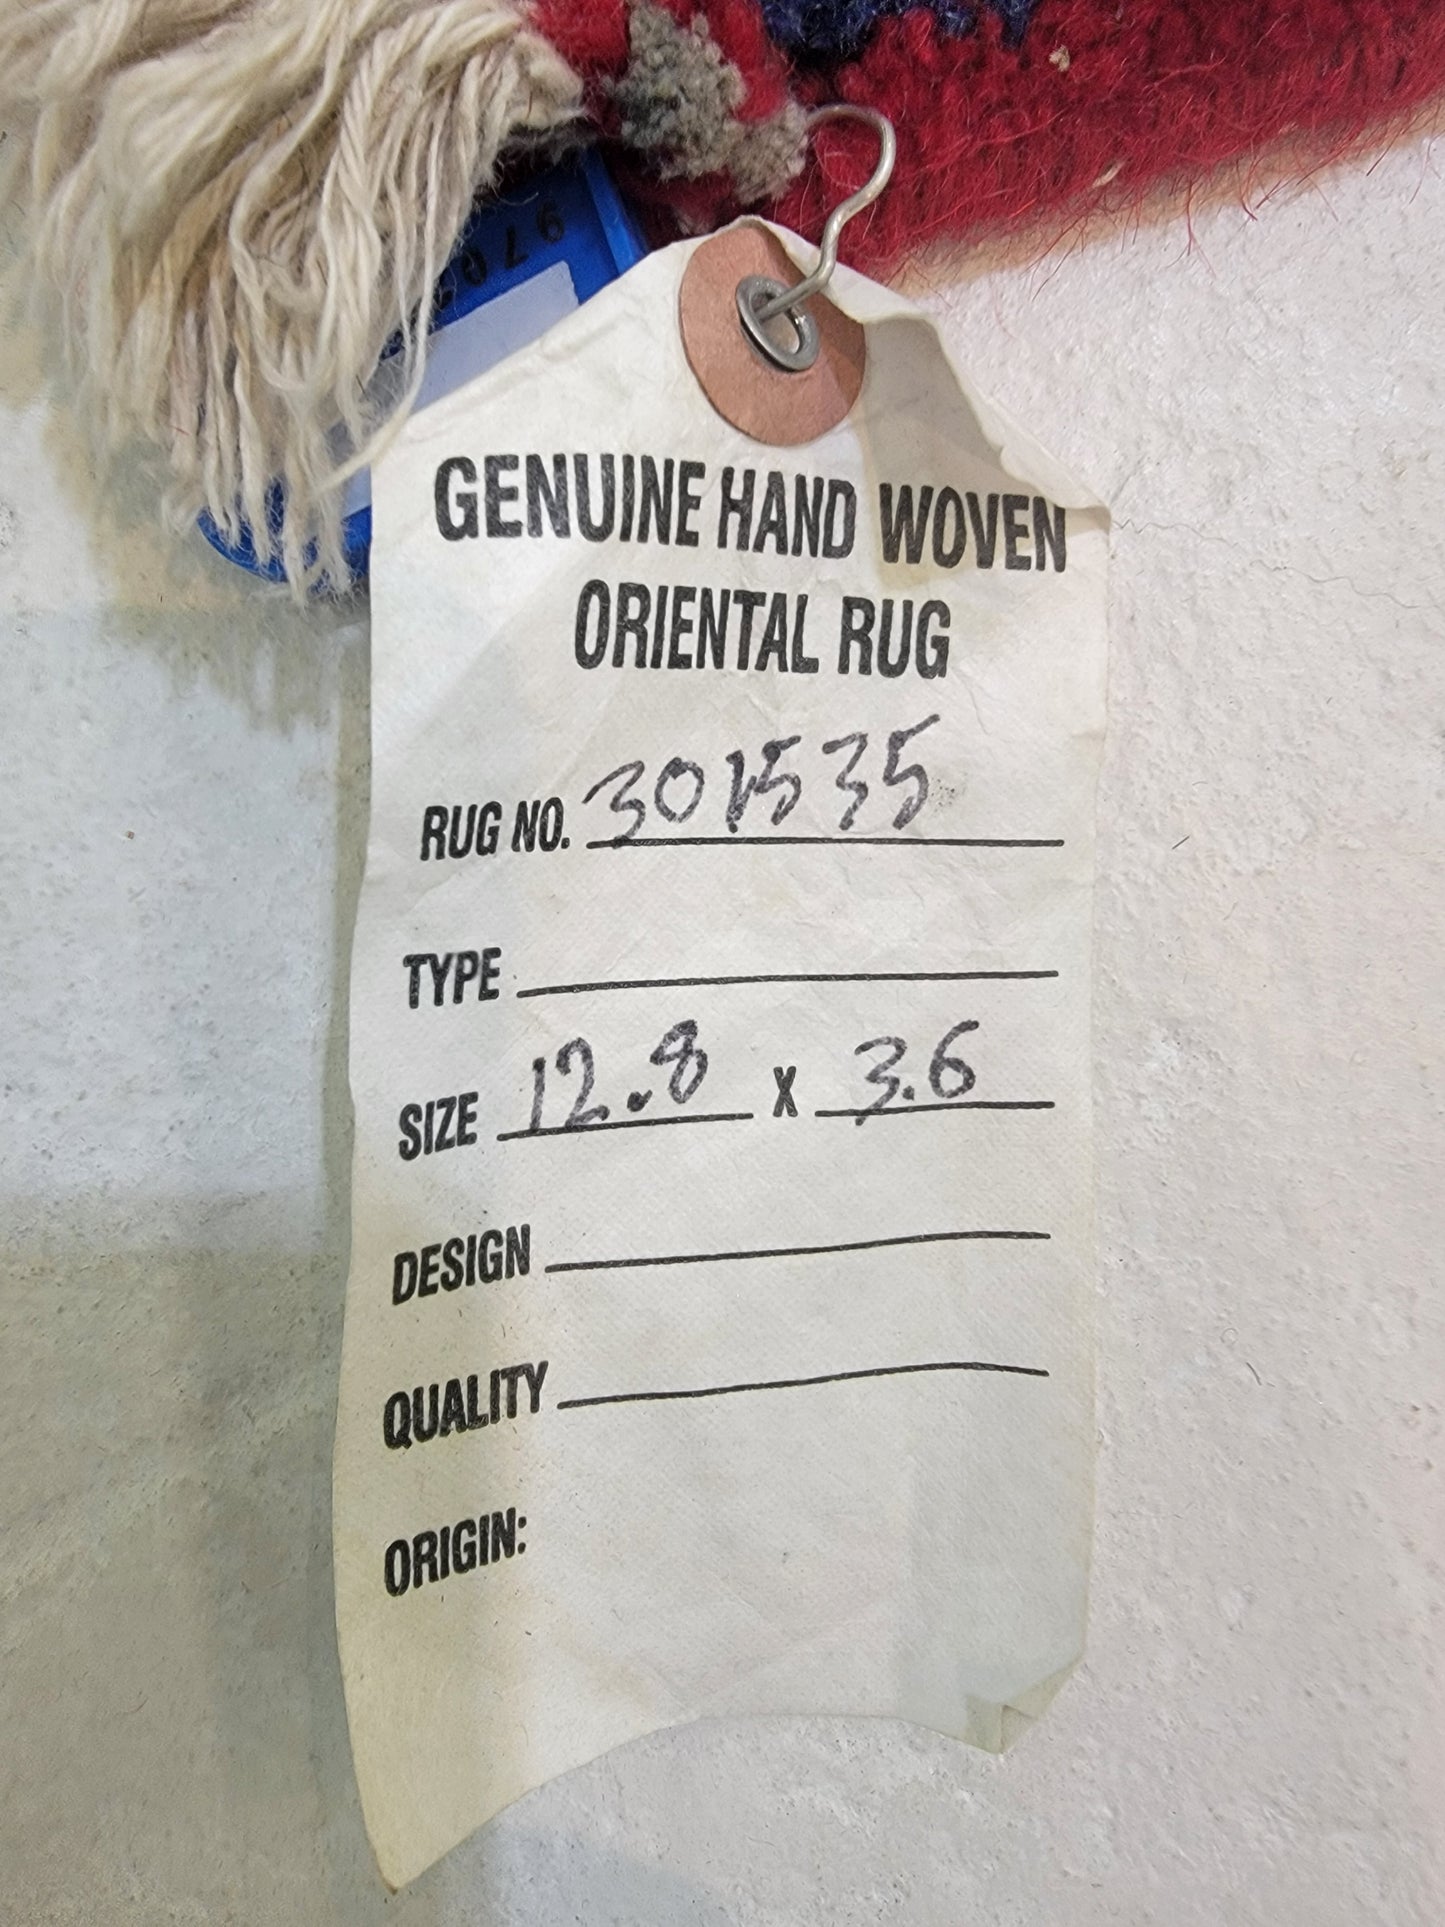 GENUINE HAND WOVEN
ORIENTAL RUG
RUG NO. 301535
TYPE
SIZE 12.8 X 3.6
DESIGN
QUALITY
ORIGIN: